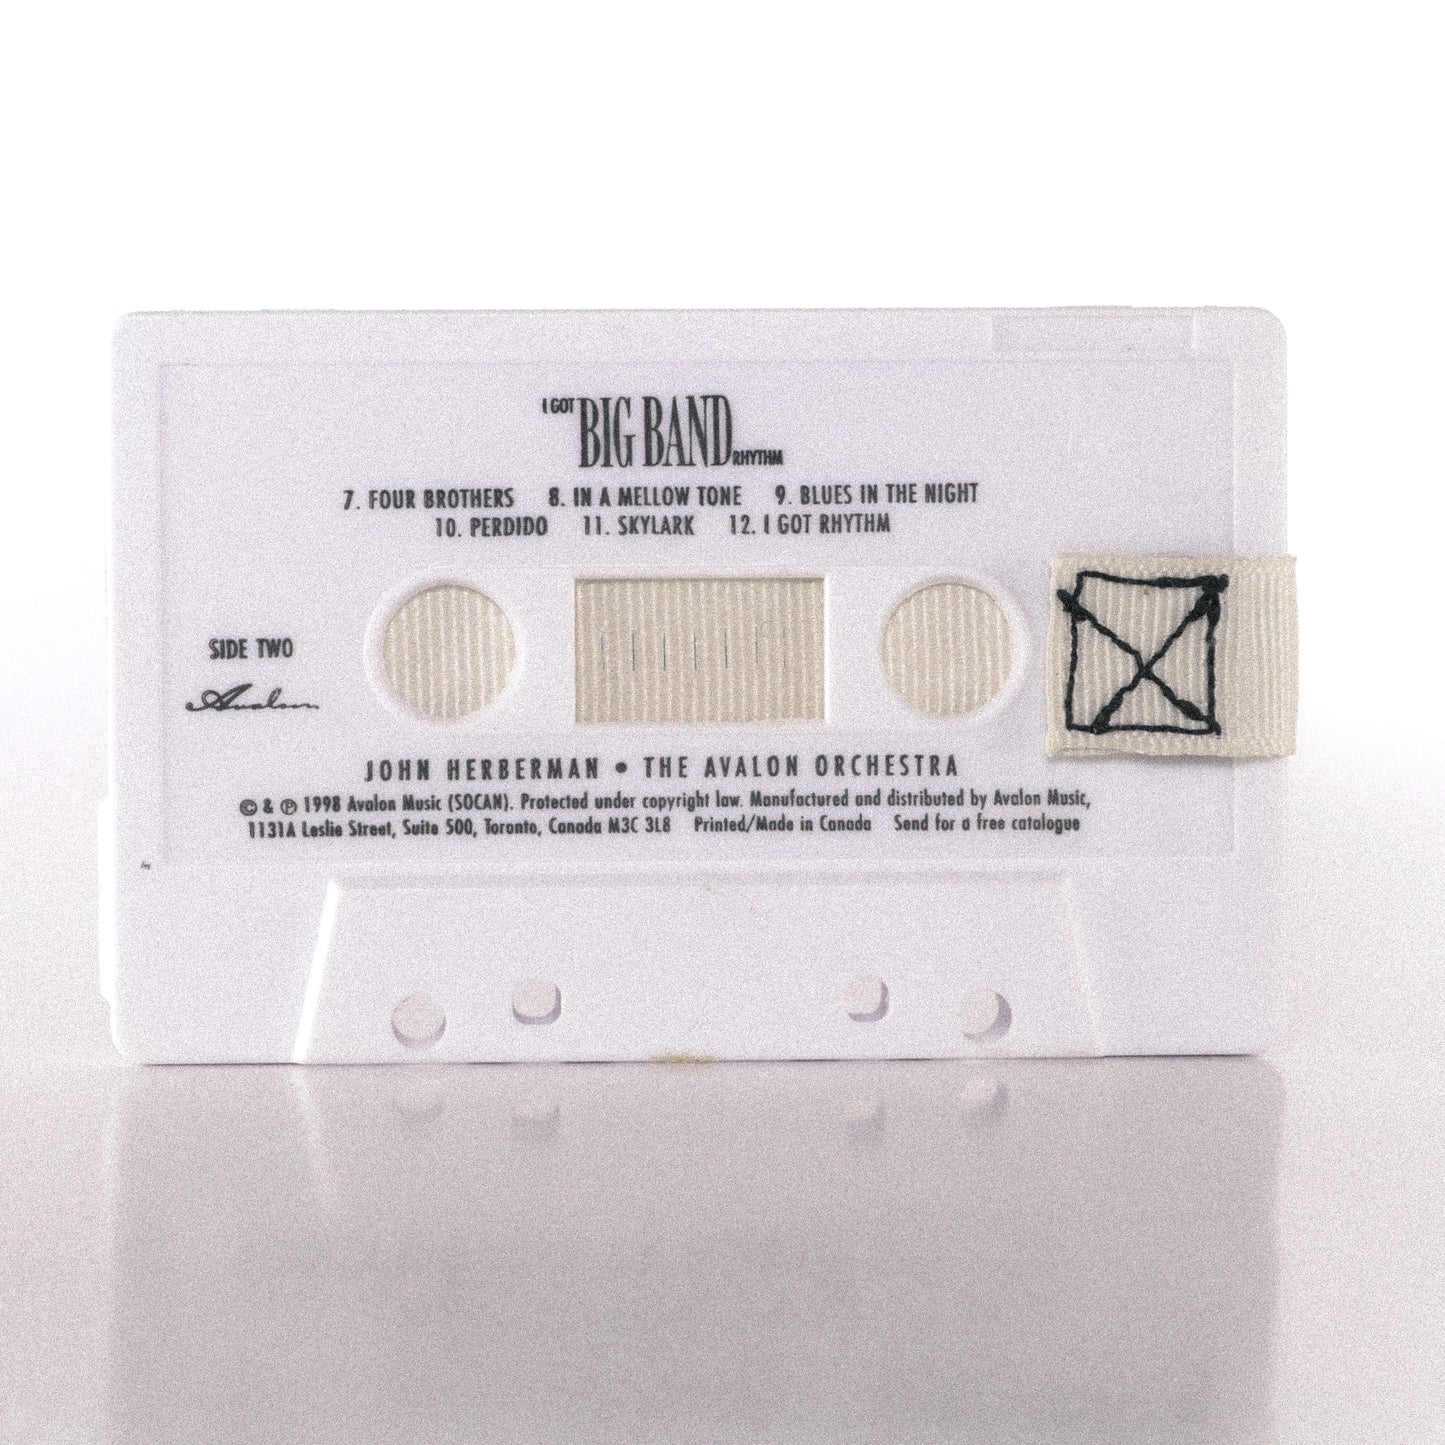 I GOT BIG BAND RHYTHM
7. FOUR BROTHERS 8. IN A MELLOW TONE 9. BLUES IN THE NIGHT
10. PERDIDO 11. SKYLARK 12. I GOT RHYTHM
SIDE TWO
Avalon
JOHN HERBERMAN • THE AVALON ORCHESTRA
© & ℗ 1998 Avalon Music (SOCAN). Protected under copyright law. Manufactured and distributed by Avalon Music,
1131A Leslie Street, Suite 500, Toronto, Canada M3C 3L8 Printed/Made in Canada Send for a free catalogue